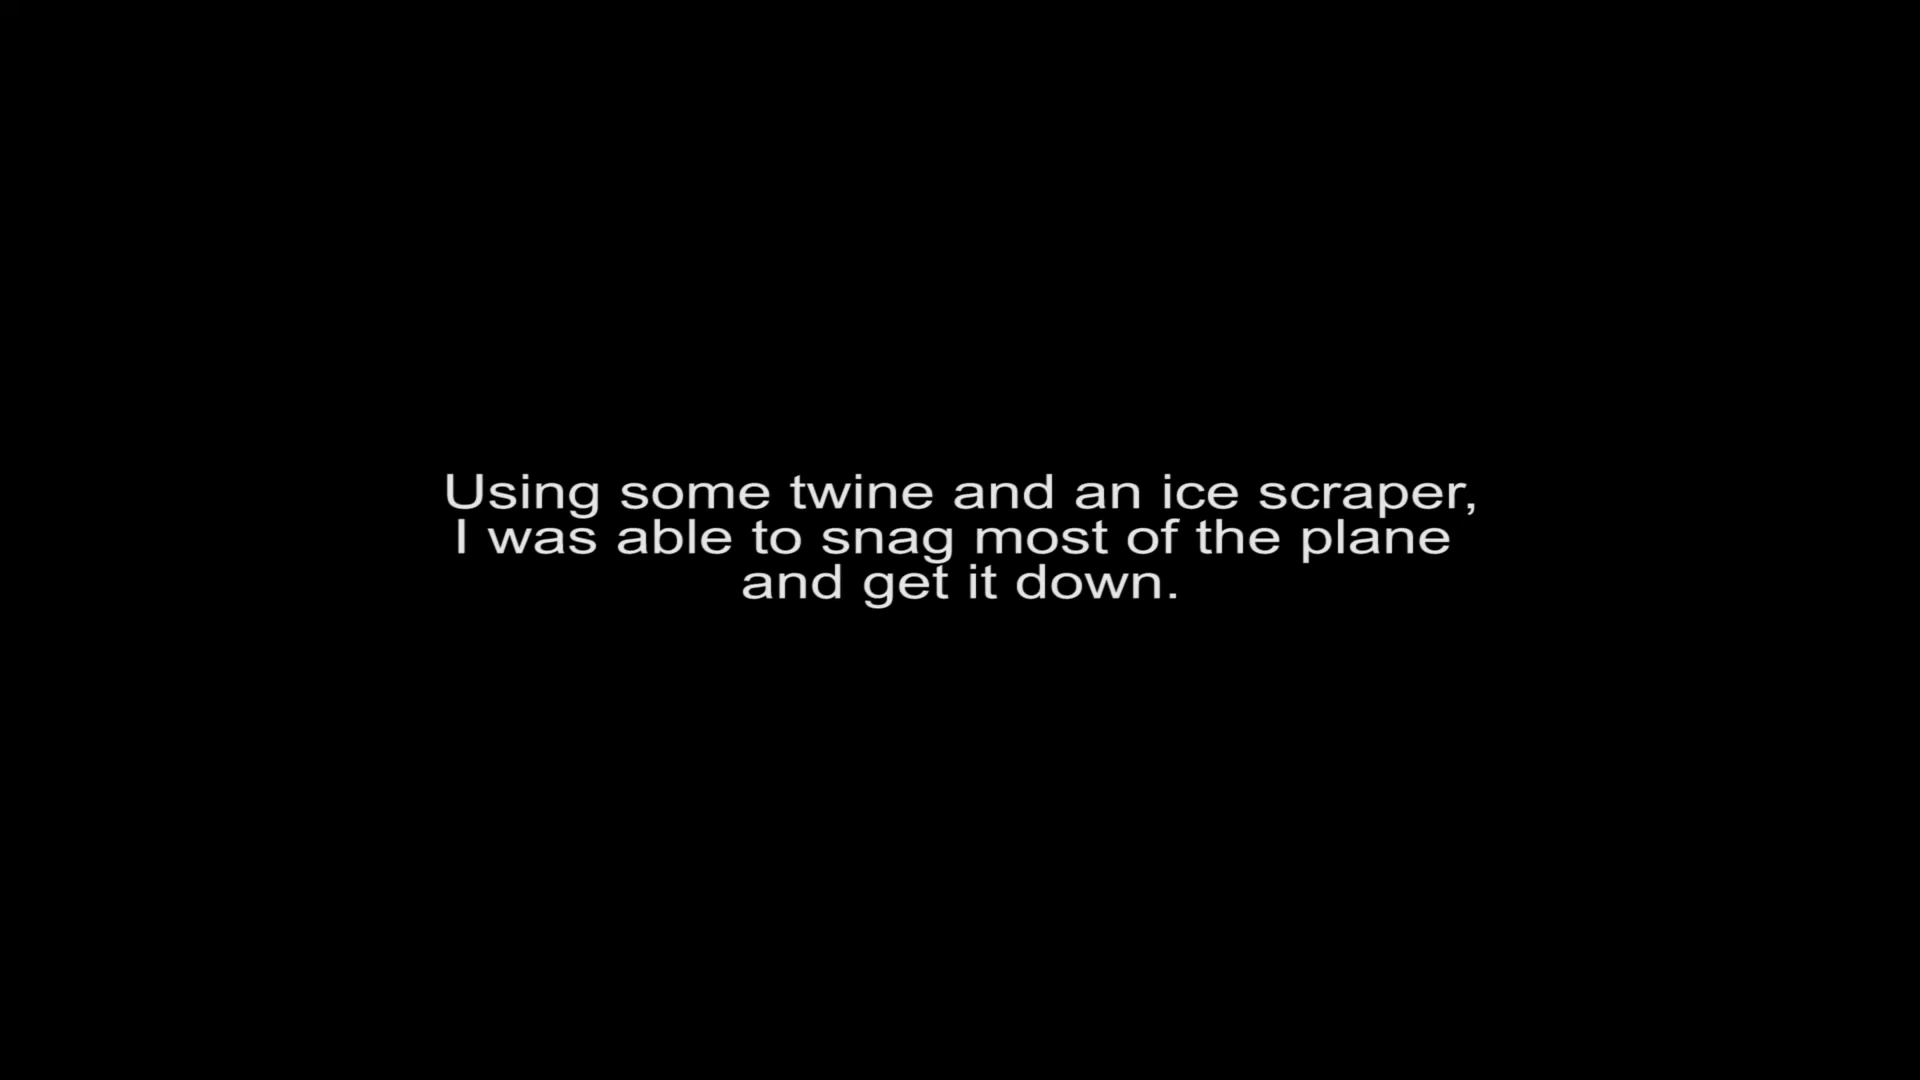 Using some twine and an ice scraper,
I was able to snag most of the plane
and get it down.